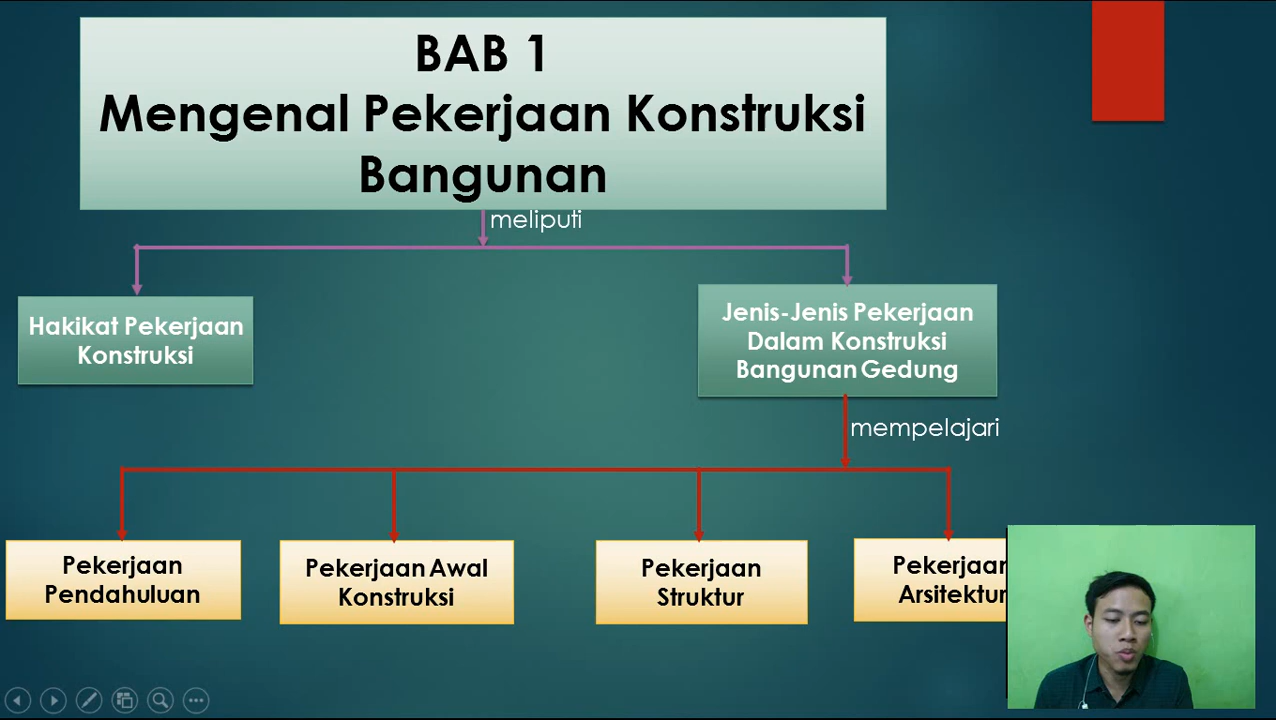 BAB 1
Mengenal Pekerjaan Konstruksi
Bangunan
meliputi
Hakikat Pekerjaan
Konstruksi
Jenis-Jenis Pekerjaan
Dalam Konstruksi
Bangunan Gedung
mempelajari
Pekerjaan
Pendahuluan
Pekerjaan Awal
Konstruksi
Pekerjaan
Struktur
Pekerjaan
Arsitektur